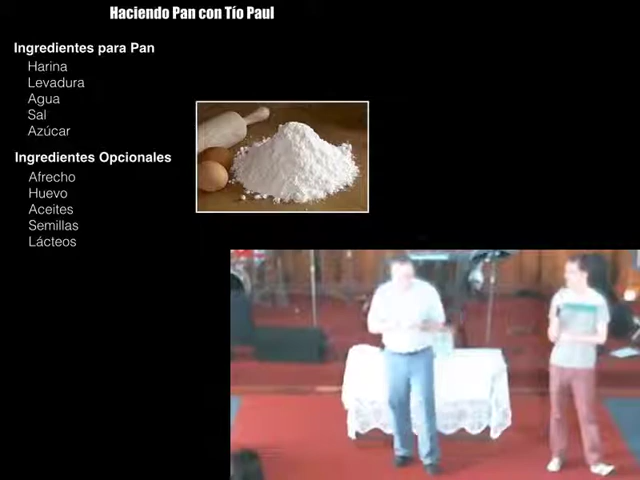 Haciendo Pan con Tío Paul
Ingredientes para Pan
Harina
Levadura
Agua
Sal
Azúcar
Ingredientes Opcionales
Afrecho
Huevo
Aceites
Semillas
Lácteos